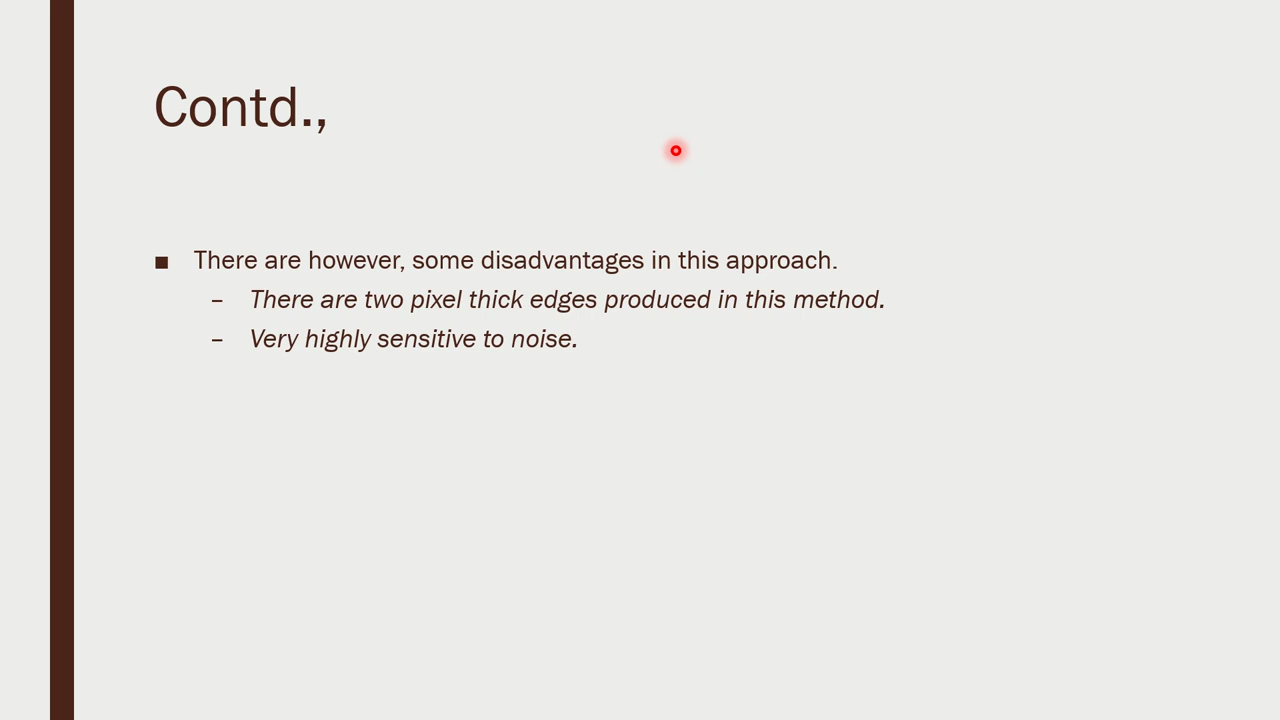 Contd.,
■ There are however, some disadvantages in this approach.
– There are two pixel thick edges produced in this method.
– Very highly sensitive to noise.